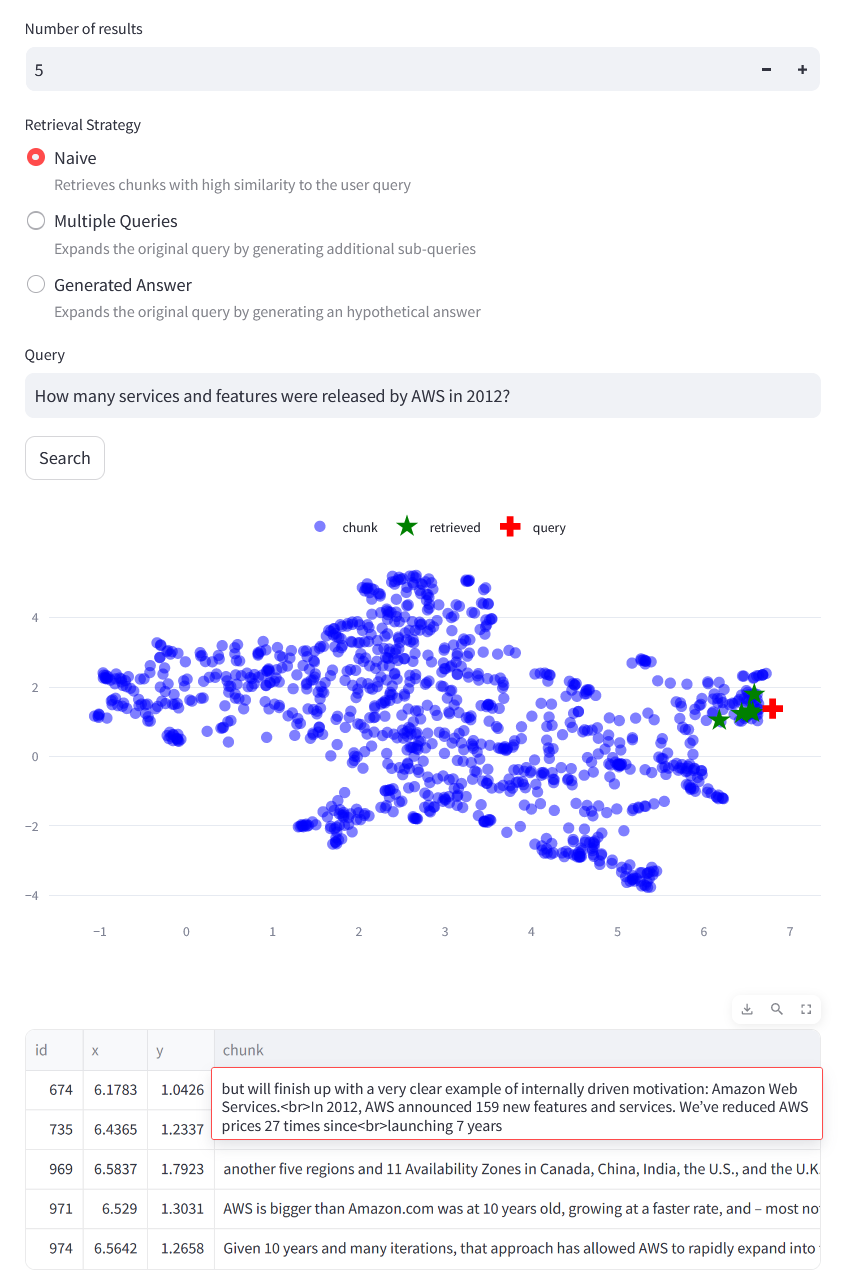 Number of results
5
Retrieval Strategy
Naive
Retrieves chunks with high similarity to the user query
Multiple Queries
Expands the original query by generating additional sub-queries
Generated Answer
Expands the original query by generating an hypothetical answer
Query
How many services and features were released by AWS in 2012?
Search
chunk retrieved query
4
2
0
−2
−4
−1 0 1 2 3 4 5 6 7
id x y chunk
674 6.1783 1.0426
but will finish up with a very clear example of internally driven motivation: Amazon Web
Services.<br>In 2012, AWS announced 159 new features and services. We’ve reduced AWS
prices 27 times since<br>launching 7 years
735 6.4365 1.2337
969 6.5837 1.7923 another five regions and 11 Availability Zones in Canada, China, India, the U.S., and the U.K
971 6.529 1.3031 AWS is bigger than Amazon.com was at 10 years old, growing at a faster rate, and – most no
974 6.5642 1.2658 Given 10 years and many iterations, that approach has allowed AWS to rapidly expand into